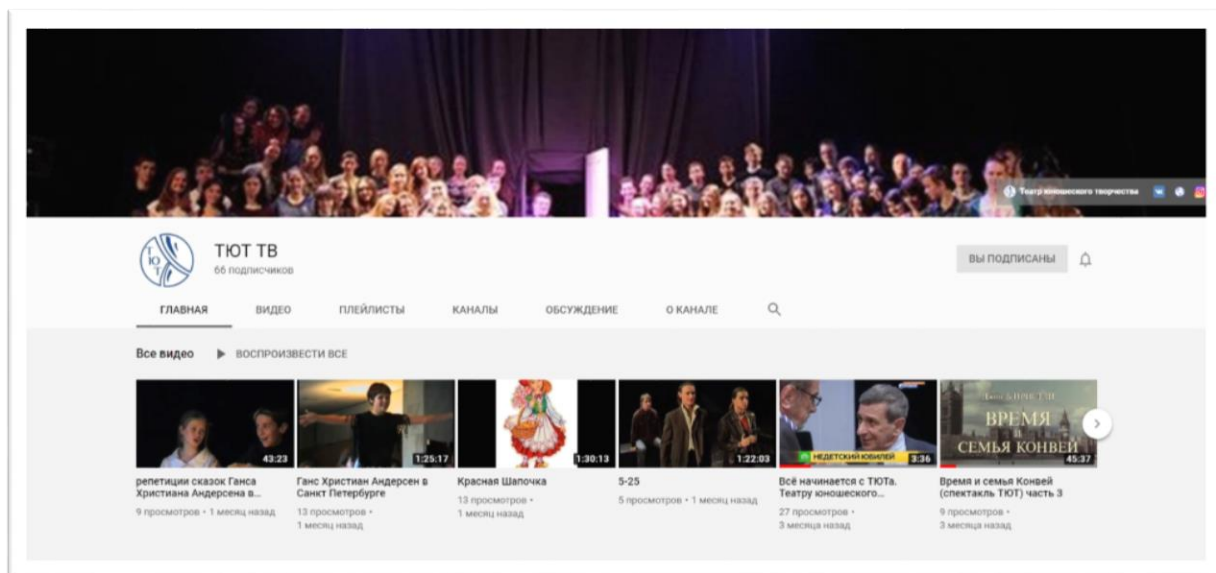 Театр юношеского творчества
ТЮТ
ТЮТ ТВ
66 подписчиков
ВЫ ПОДПИСАНЫ
ГЛАВНАЯ ВИДЕО ПЛЕЙЛИСТЫ КАНАЛЫ ОБСУЖДЕНИЕ О КАНАЛЕ
Все видео ВОСПРОИЗВЕСТИ ВСЕ
43:23
репетиции сказок Ганса
Христиана Андерсена в...
9 просмотров • 1 месяц назад
1:25:17
Ганс Христиан Андерсен в
Санкт Петербурге
13 просмотров •
1 месяц назад
1:30:13
Красная Шапочка
13 просмотров •
1 месяц назад
1:22:03
5-25
5 просмотров • 1 месяц назад
НЕДЕТСКИЙ ЮБИЛЕЙ 3:36
Всё начинается с ТЮТа.
Театру юношеского...
27 просмотров •
3 месяца назад
ВРЕМЯ
И
СЕМЬЯ КОНВЕЙ
45:37
Время и семья Конвей
(спектакль ТЮТ) часть 3
9 просмотров •
3 месяца назад